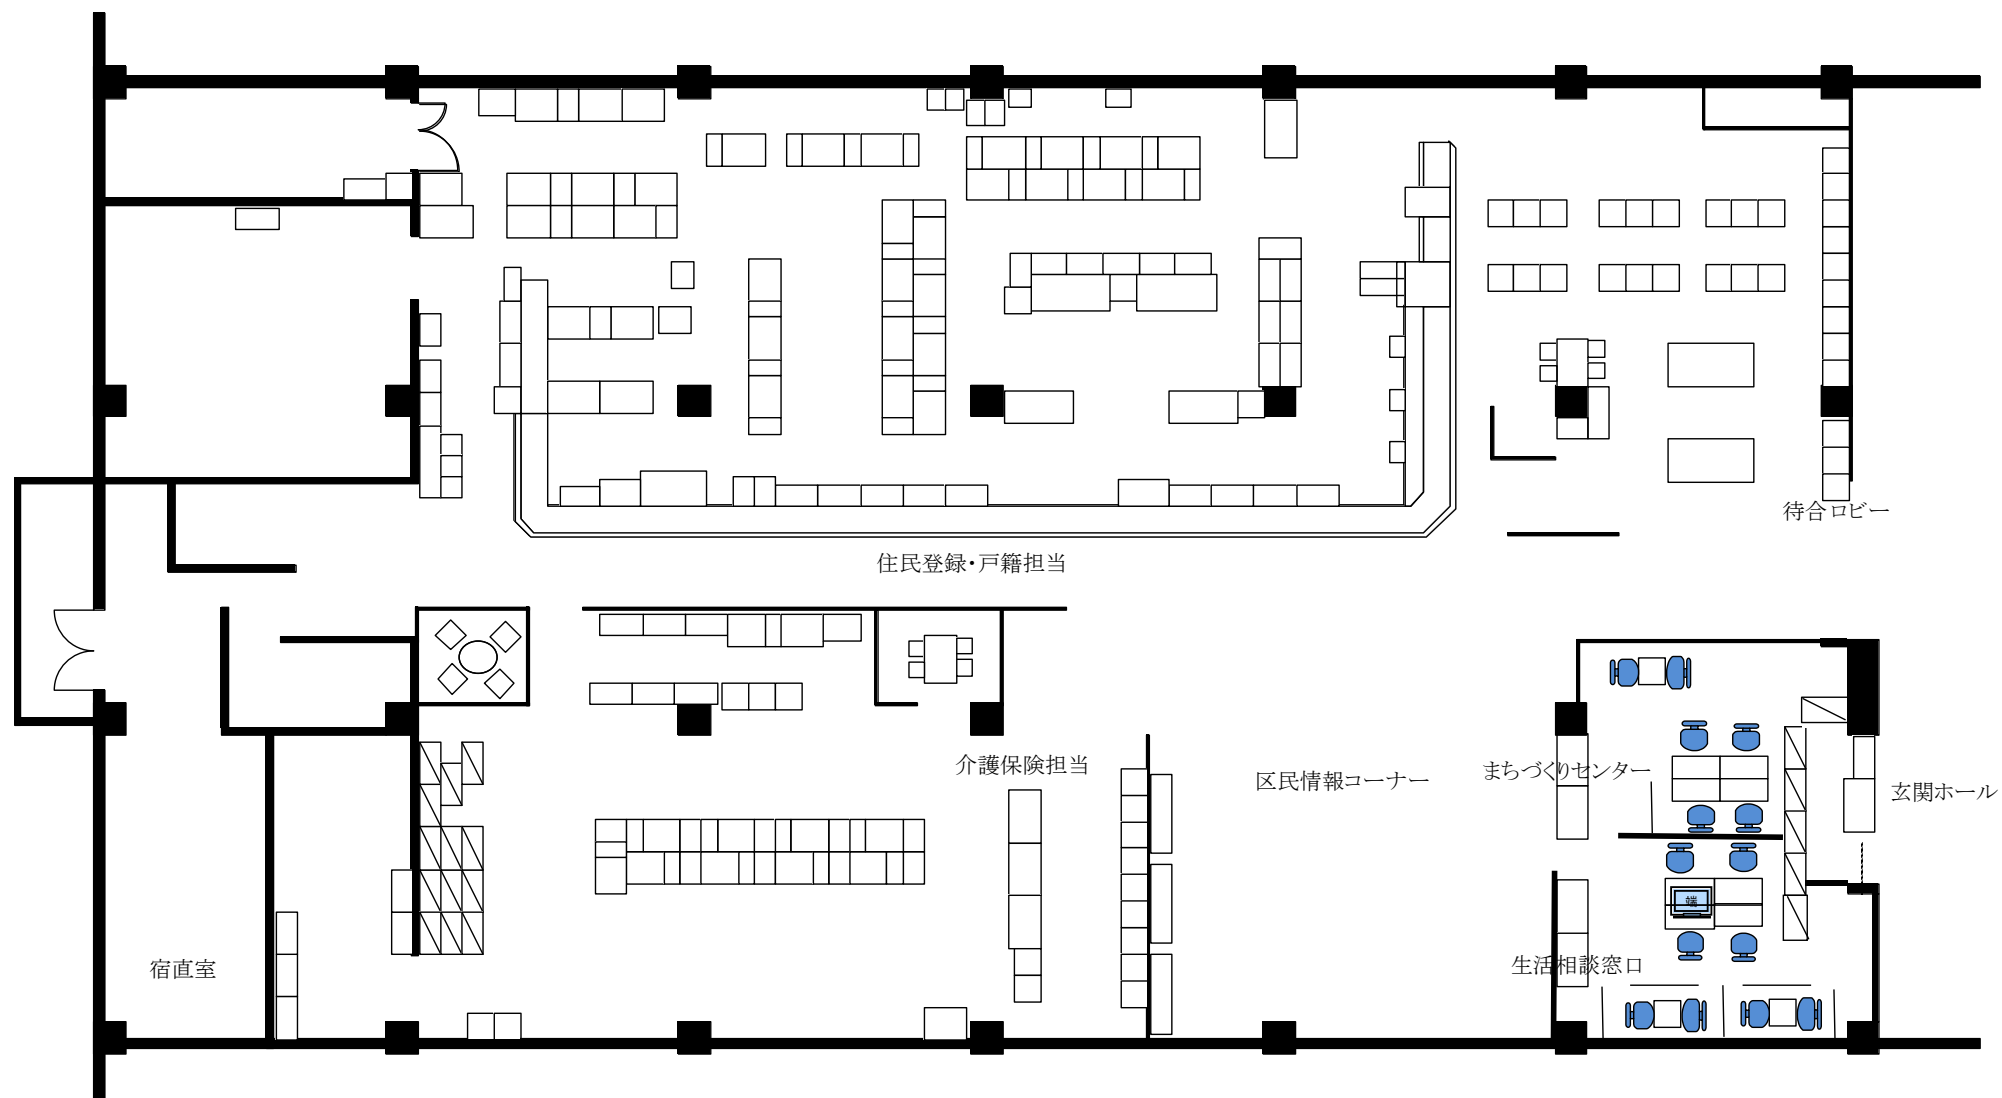 待合ロビー
住民登録・戸籍担当
介護保険担当
区民情報コーナー
まちづくりセンター
玄関ホール
端
生活相談窓口
宿直室